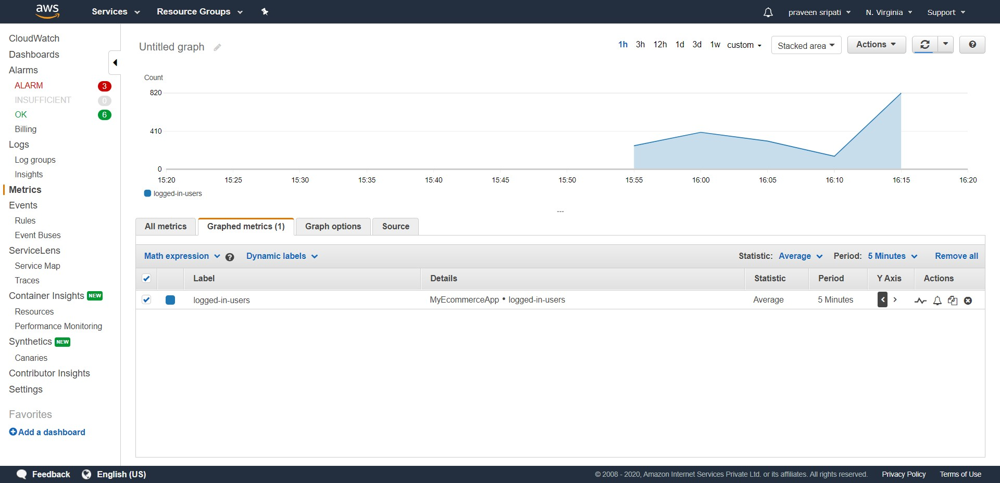 aws Services Resource Groups praveen sripati N. Virginia Support
CloudWatch
Dashboards
Alarms
ALARM 3
INSUFFICIENT 0
OK 6
Billing
Logs
Log groups
Insights
Metrics
Events
Rules
Event Buses
ServiceLens
Service Map
Traces
Container Insights NEW
Resources
Performance Monitoring
Synthetics NEW
Canaries
Contributor Insights
Settings
Favorites
Add a dashboard
Untitled graph 1h 3h 12h 1d 3d 1w custom Stacked area Actions ?
Count
820
410
0
15:20 15:25 15:30 15:35 15:40 15:45 15:50 15:55 16:00 16:05 16:10 16:15 16:20
logged-in-users
All metrics Graphed metrics (1) Graph options Source
Math expression ? Dynamic labels Statistic: Average Period: 5 Minutes Remove all
Label Details Statistic Period Y Axis Actions
logged-in-users MyEcommerceApp • logged-in-users Average 5 Minutes < >
Feedback English (US) © 2008 - 2020, Amazon Internet Services Private Ltd. or its affiliates. All rights reserved. Privacy Policy Terms of Use